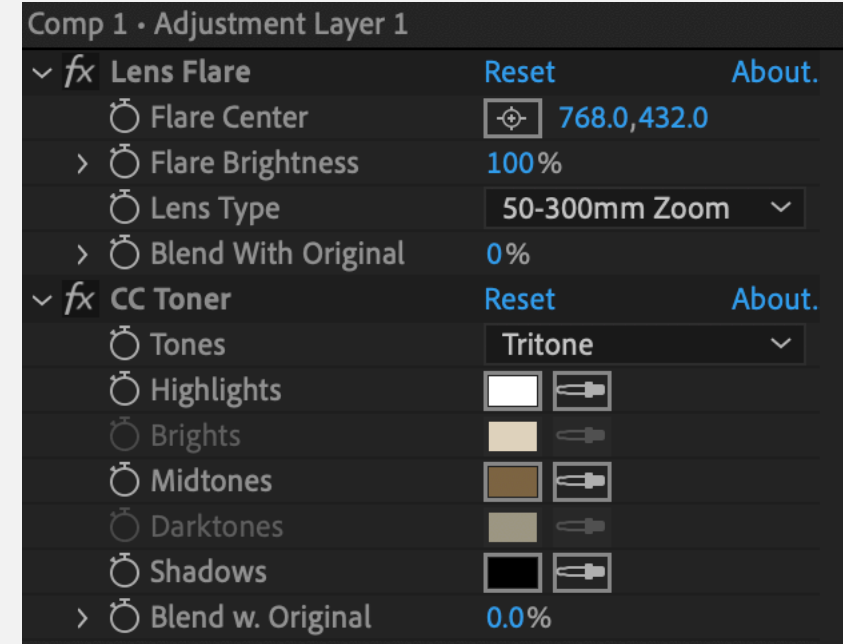 Comp 1 • Adjustment Layer 1
fx Lens Flare Reset About.
Flare Center 768.0,432.0
Flare Brightness 100%
Lens Type 50-300mm Zoom
Blend With Original 0%
fx CC Toner Reset About.
Tones Tritone
Highlights
Brights
Midtones
Darktones
Shadows
Blend w. Original 0.0%